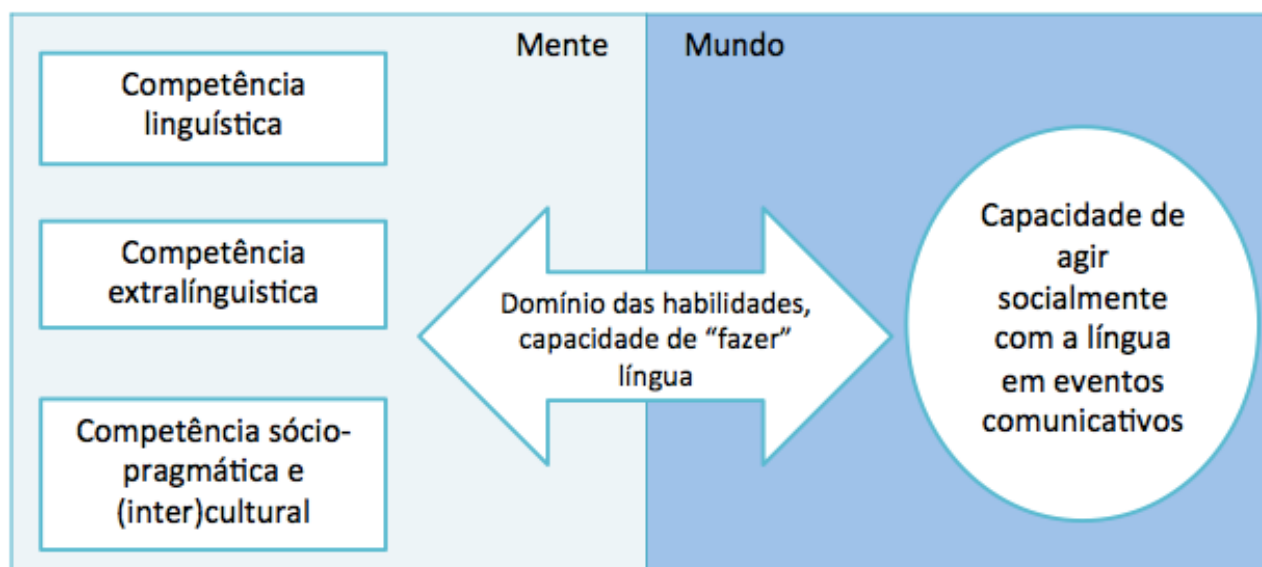 Mente
Mundo
Competência
linguística
Competência
extralínguistica
Competência sócio-
pragmática e
(inter)cultural
Domínio das habilidades,
capacidade de “fazer”
língua
Capacidade de
agir
socialmente
com a língua
em eventos
comunicativos